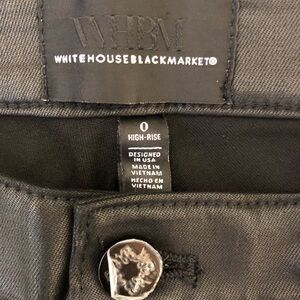 WHBM
WHITEHOUSEBLACKMARKET®
0
HIGH-RISE
DESIGNED
IN USA
MADE IN
VIETNAM
HECHO EN
VIETNAM